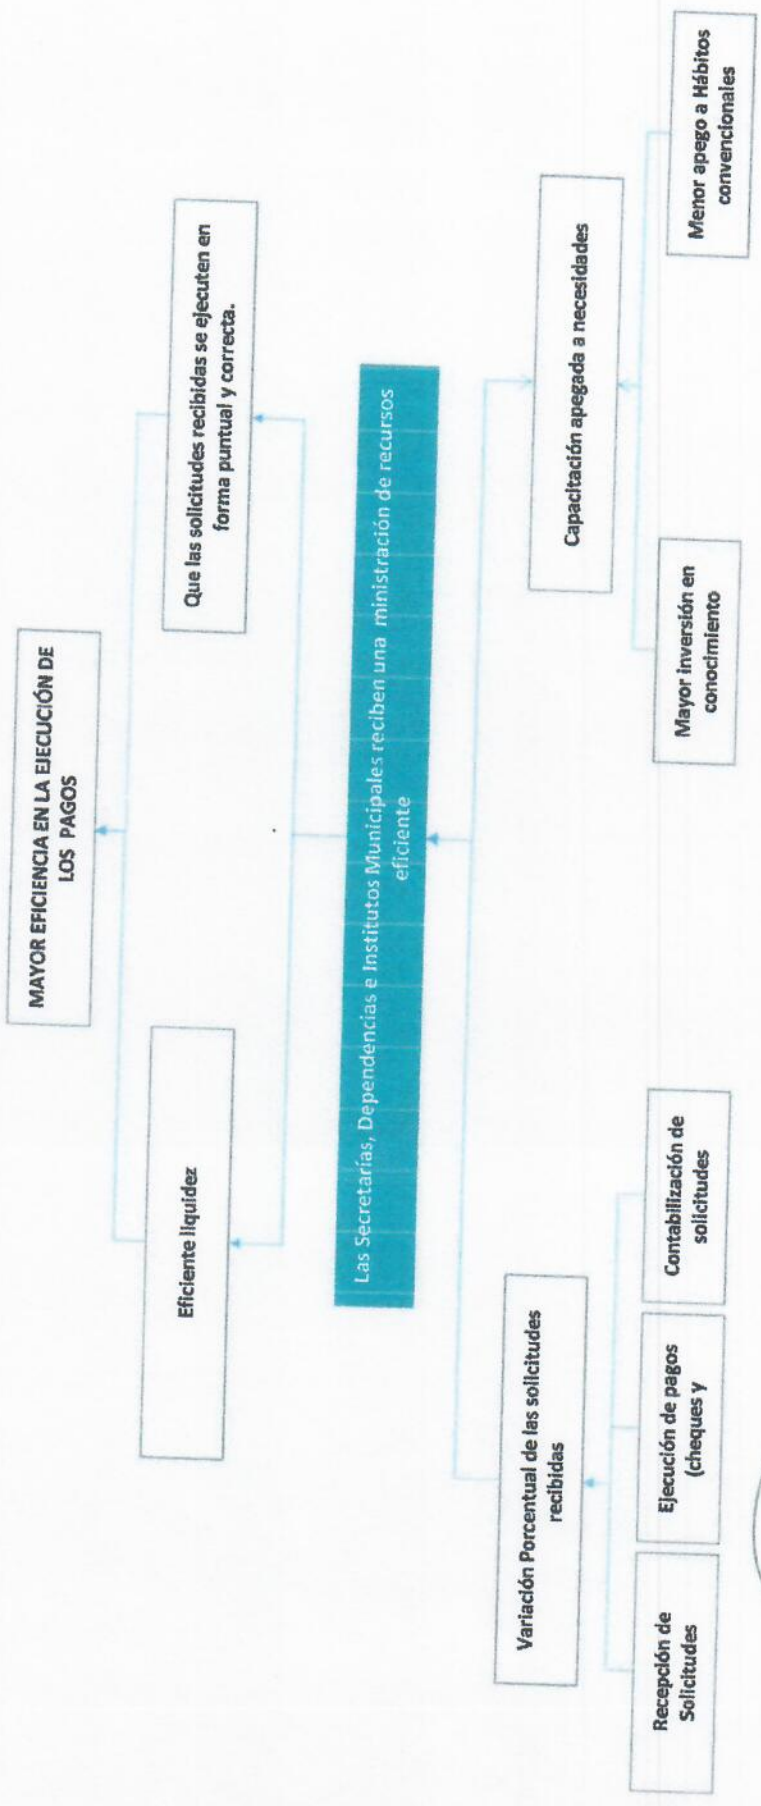 MAYOR EFICIENCIA EN LA EJECUCIÓN DE
LOS PAGOS
Eficiente liquidez
Que las solicitudes recibidas se ejecuten en
forma puntual y correcta.
Las Secretarías, Dependencias e Institutos Municipales reciben una ministración de recursos
eficiente
Variación Porcentual de las solicitudes
recibidas
Capacitación apegada a necesidades
Recepción de
Solicitudes
Ejecución de pagos
(cheques y
Contabilización de
solicitudes
Mayor inversión en
conocimiento
Menor apego a Hábitos
convencionales